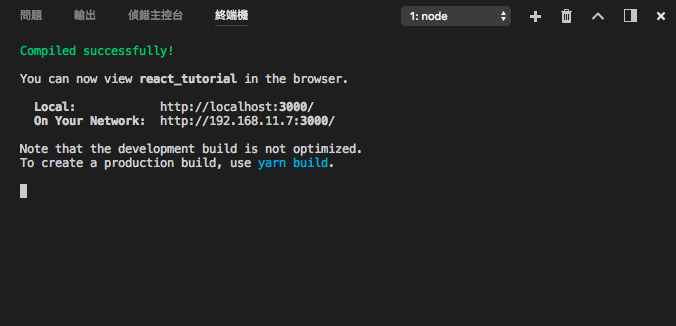 問題 輸出 偵錯主控台 終端機 1: node
Compiled successfully!
You can now view react_tutorial in the browser.
Local: http://localhost:3000/
On Your Network: http://192.168.11.7:3000/
Note that the development build is not optimized.
To create a production build, use yarn build.